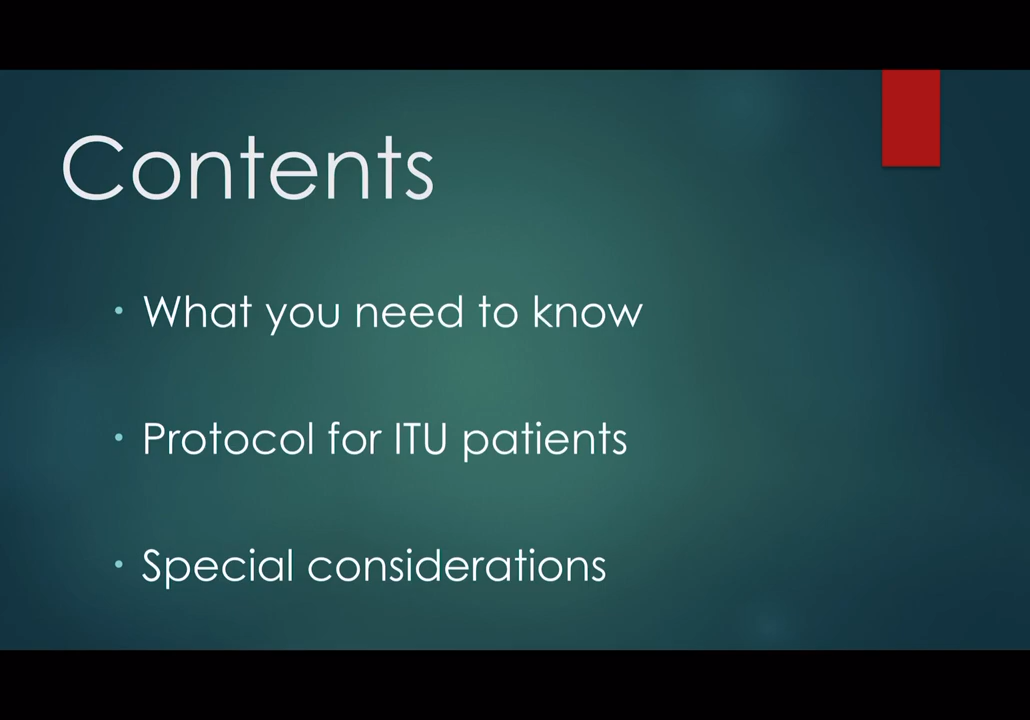 Contents
• What you need to know
• Protocol for ITU patients
• Special considerations